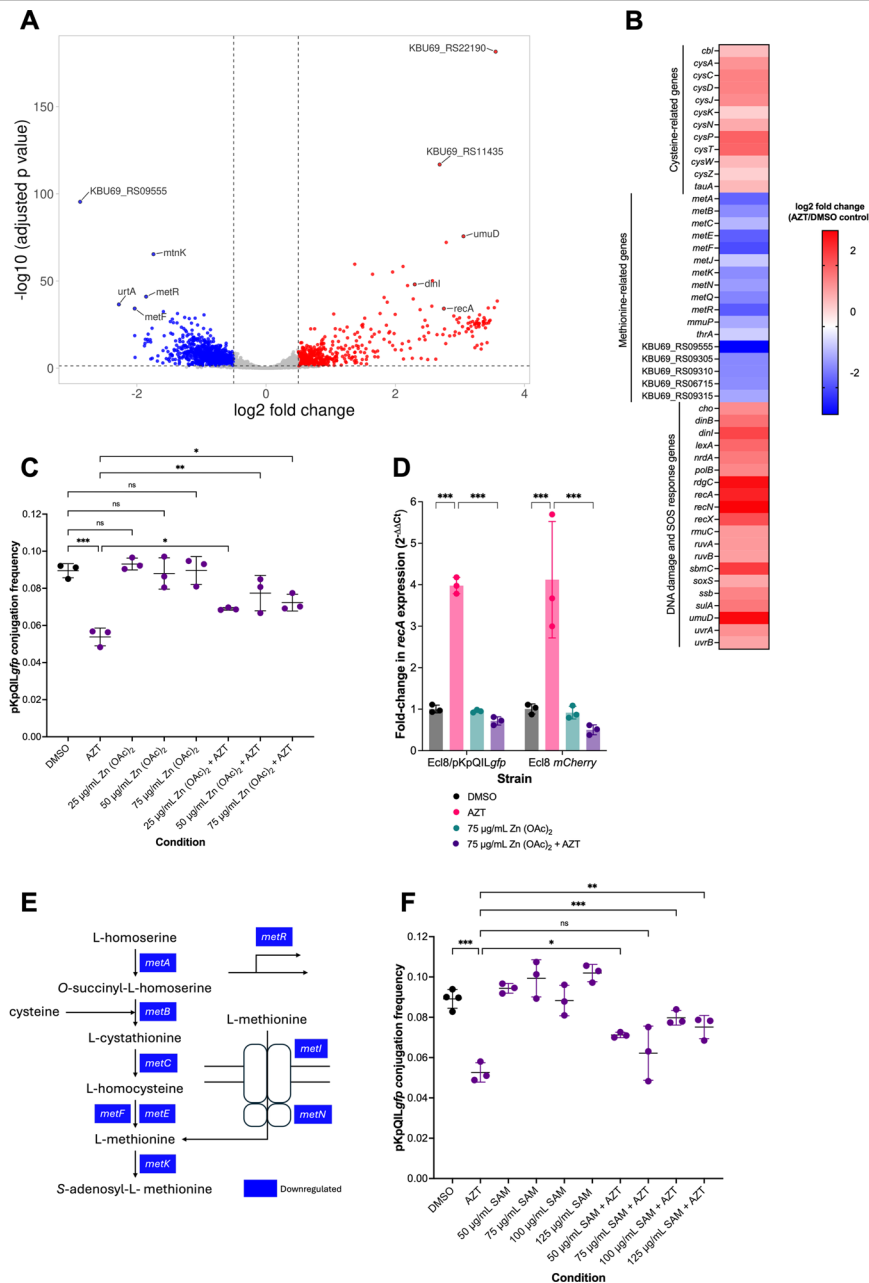 A
KBU69_RS22190
KBU69_RS11435
KBU69_RS09555
umuD
mtnK
dinI
urtA
metR
metF
recA
150
100
50
0
-2
0
2
4
-log10 (adjusted p value)
log2 fold change
B
Cysteine-related genes
cbl
cysA
cysC
cysD
cysJ
cysK
cysN
cysP
cysT
cysW
cysZ
tauA
Methionine-related genes
metA
metB
metC
metE
metF
metJ
metK
metN
metQ
metR
mmuP
thrA
KBU69_RS09555
KBU69_RS09305
KBU69_RS09310
KBU69_RS06715
KBU69_RS09315
DNA damage and SOS response genes
cho
dinB
dinI
lexA
nrdA
polB
rdgC
recA
recN
recX
rmuC
ruvA
ruvB
sbmC
soxS
ssb
sulA
umuD
uvrA
uvrB
log2 fold change
(AZT/DMSO control)
2
0
-2
C
*
**
ns
ns
ns
***
*
0.12
0.10
0.08
0.06
0.04
0.02
0.00
pKpQILgfp conjugation frequency
DMSO
AZT
25 µg/mL Zn (OAc)2
50 µg/mL Zn (OAc)2
75 µg/mL Zn (OAc)2
25 µg/mL Zn (OAc)2 + AZT
50 µg/mL Zn (OAc)2 + AZT
75 µg/mL Zn (OAc)2 + AZT
Condition
D
***
***
***
***
6
5
4
3
2
1
0
Fold-change in recA expression (2-ΔΔCt)
Ecl8/pKpQILgfp
Ecl8 mCherry
Strain
DMSO
AZT
75 µg/mL Zn (OAc)2
75 µg/mL Zn (OAc)2 + AZT
E
L-homoserine
metR
metA
O-succinyl-L-homoserine
cysteine
metB
L-cystathionine
L-methionine
metC
metI
L-homocysteine
metF
metE
metN
L-methionine
metK
S-adenosyl-L- methionine
Downregulated
F
**
***
ns
***
*
0.12
0.10
0.08
0.06
0.04
0.02
0.00
pKpQILgfp conjugation frequency
DMSO
AZT
50 µg/mL SAM
75 µg/mL SAM
100 µg/mL SAM
125 µg/mL SAM
50 µg/mL SAM + AZT
75 µg/mL SAM + AZT
100 µg/mL SAM + AZT
125 µg/mL SAM + AZT
Condition